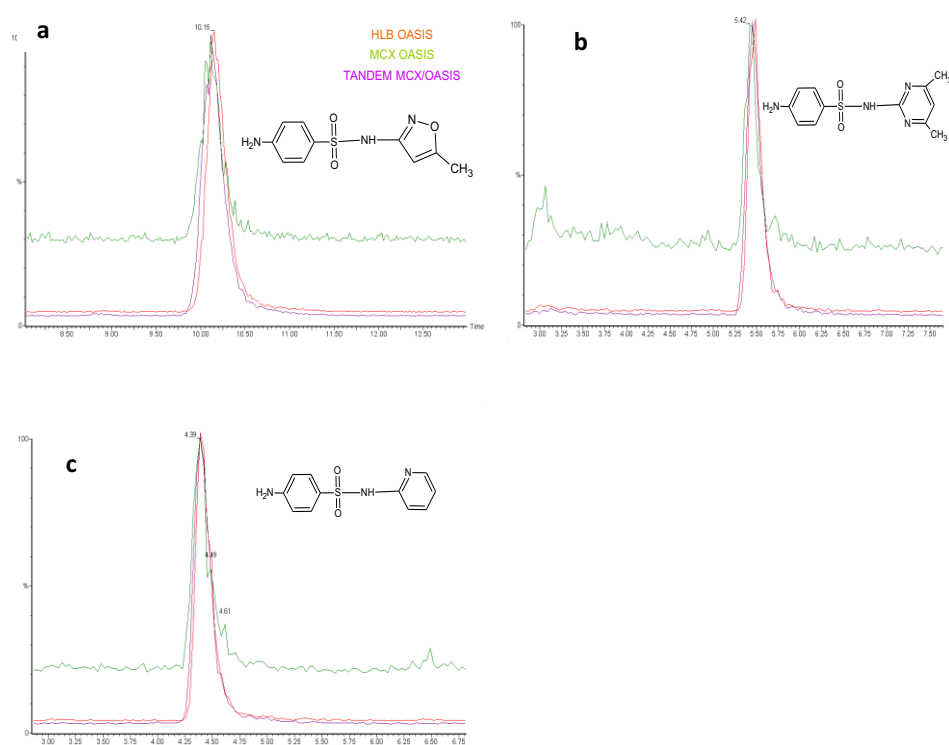 a
10.15
HLB OASIS
MCX OASIS
TANDEM MCX/OASIS
%
0
8.50 9.00 9.50 10.00 10.50 11.00 11.50 12.00 12.50
Time
H₂N
O
S
O
NH
N
O
CH₃
b
100
5.42
%
0
3.00 3.25 3.50 3.75 4.00 4.25 4.50 4.75 5.00 5.25 5.50 5.75 6.00 6.25 6.50 6.75 7.00 7.25 7.50
H₂N
O
S
O
NH
N
N
CH₃
c
100
4.39
4.49
4.61
%
0
3.00 3.25 3.50 3.75 4.00 4.25 4.50 4.75 5.00 5.25 5.50 5.75 6.00 6.25 6.50 6.75
H₂N
O
S
O
NH
N